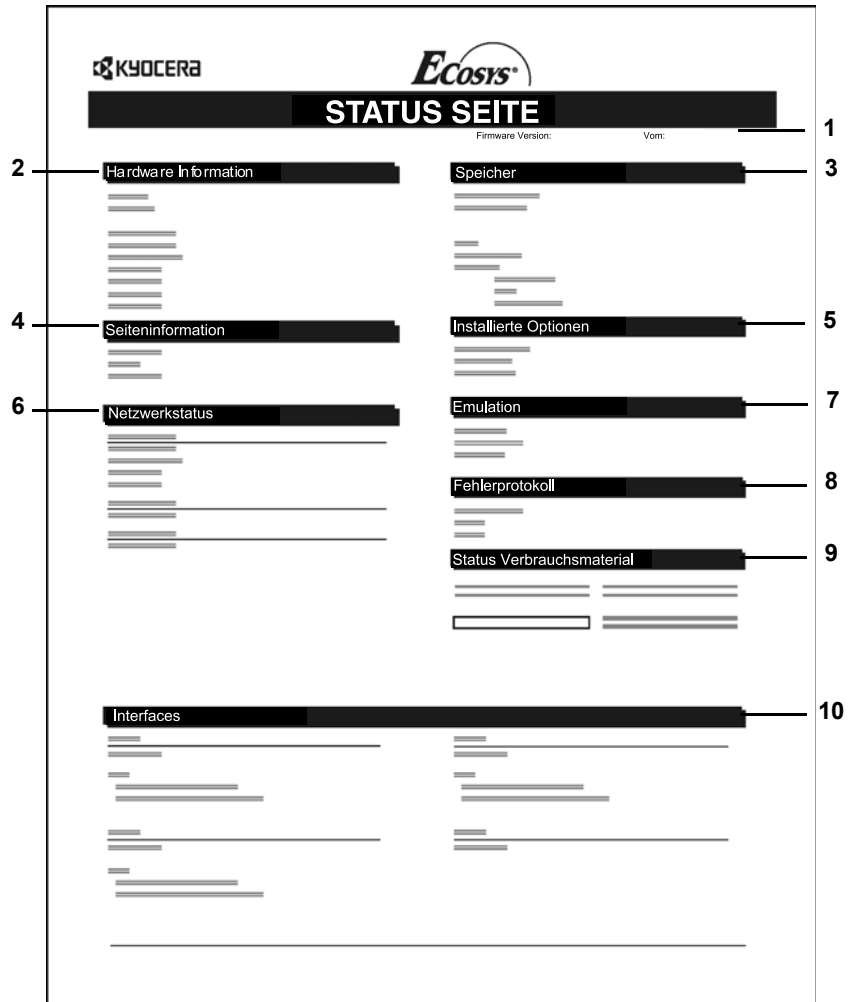 KYOCERA
ECOSYS
STATUS SEITE
Firmware Version: Vom:
1
2
Hardware Information
Speicher
3
4
Seiteninformation
Installierte Optionen
5
6
Netzwerkstatus
Emulation
7
Fehlerprotokoll
8
Status Verbrauchsmaterial
9
Interfaces
10